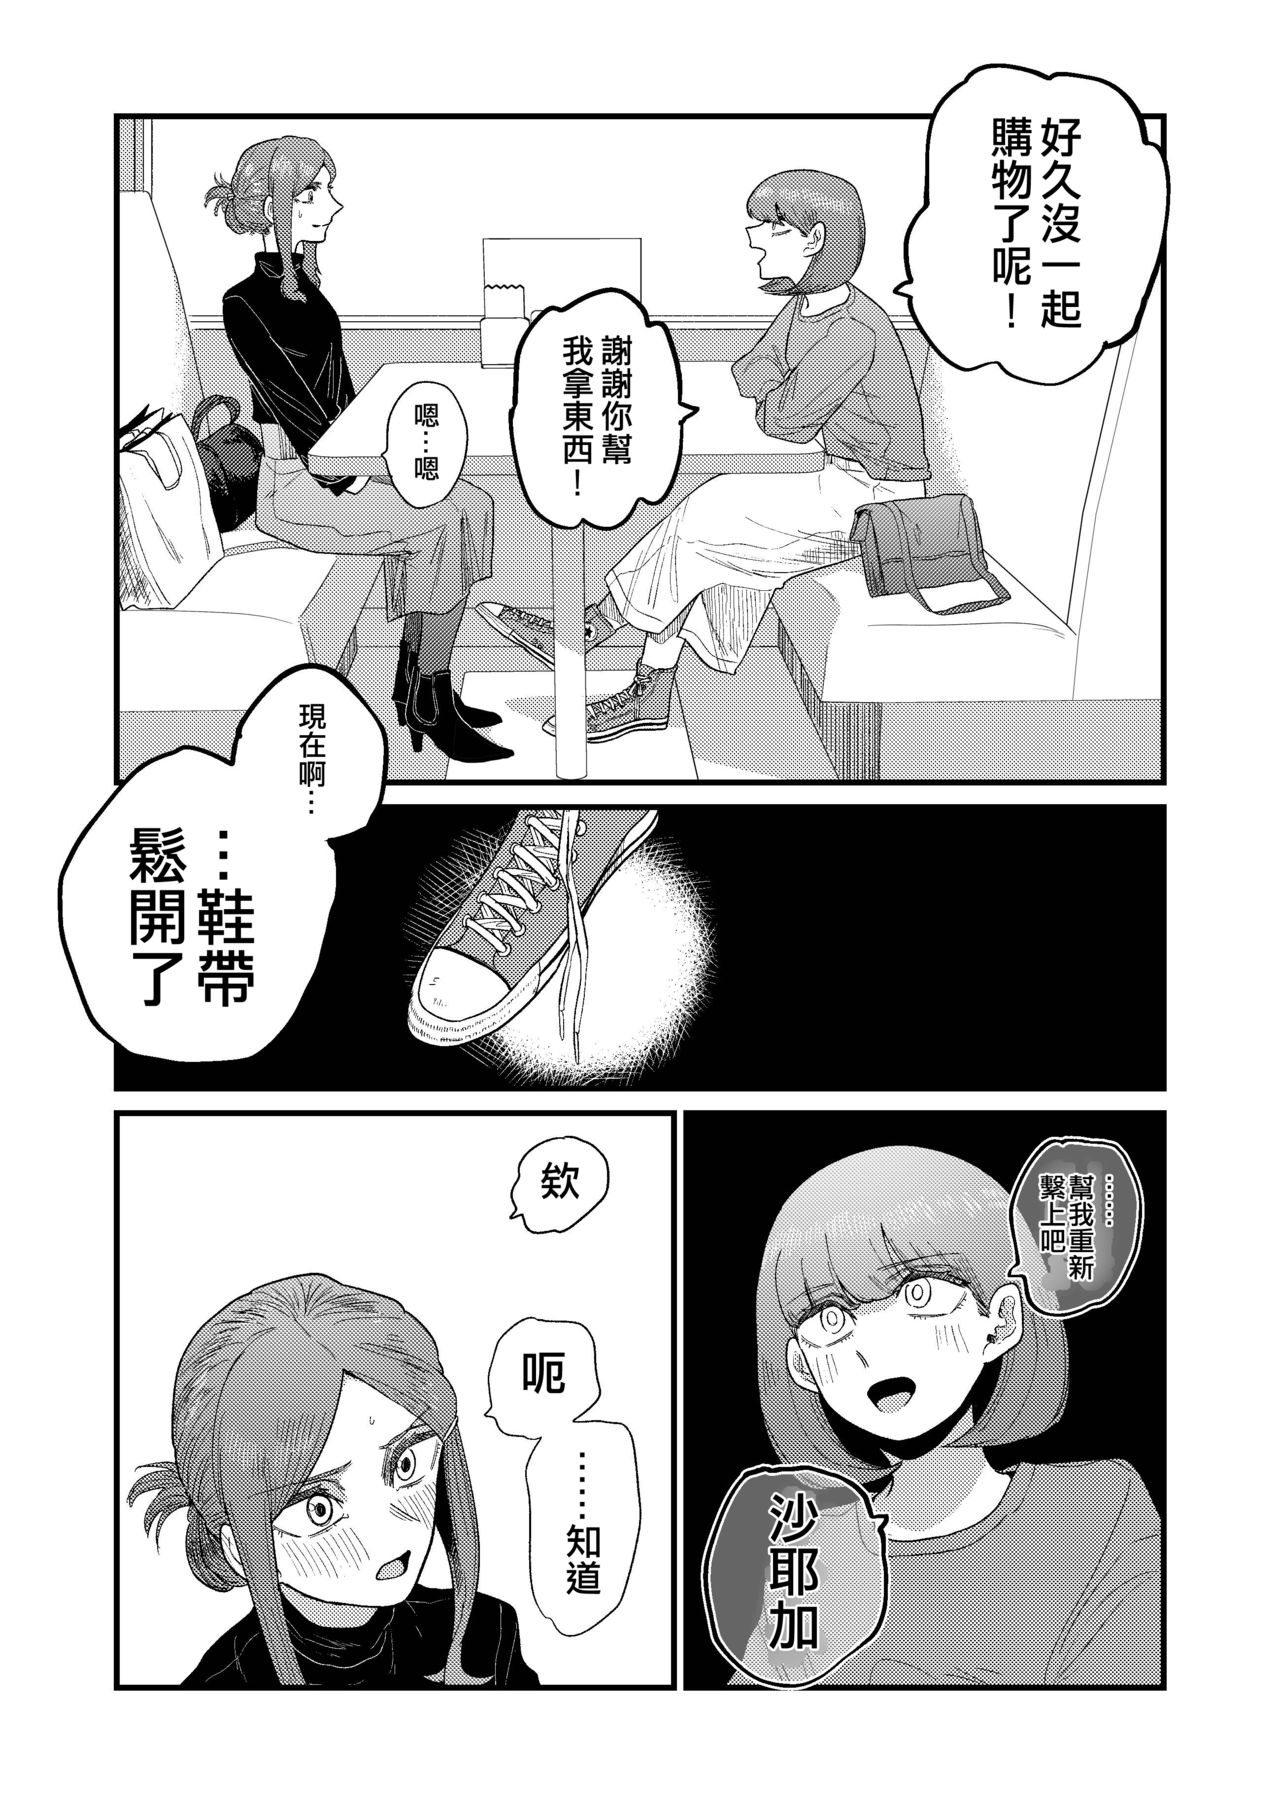 好久沒一起
購物了呢！
謝謝你幫
我拿東西！
嗯…嗯
現在啊…
…鞋帶
鬆開了
……幫我重新
繫上吧
沙耶加
欸
呃
……知道